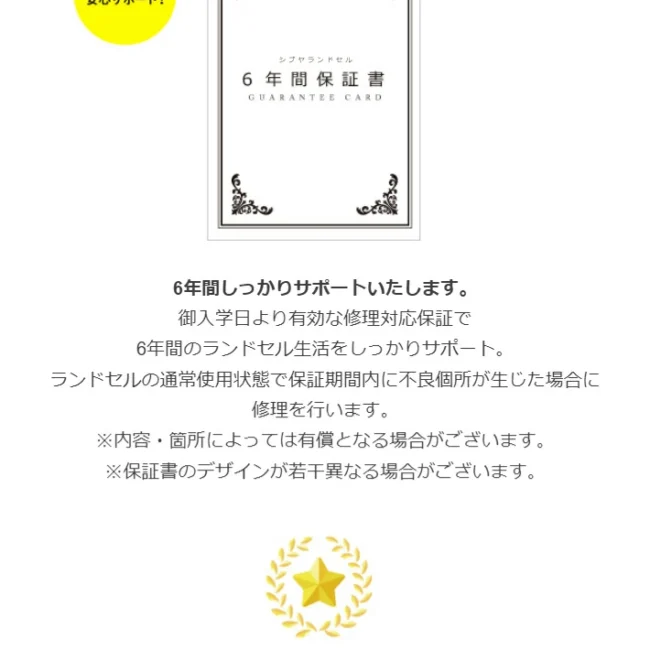 安心サポート!
シブヤランドセル
6年間保証書
GUARANTEE CARD
6年間しっかりサポートいたします。
御入学日より有効な修理対応保証で
6年間のランドセル生活をしっかりサポート。
ランドセルの通常使用状態で保証期間内に不良個所が生じた場合に
修理を行います。
※内容・箇所によっては有償となる場合がございます。
※保証書のデザインが若干異なる場合がございます。